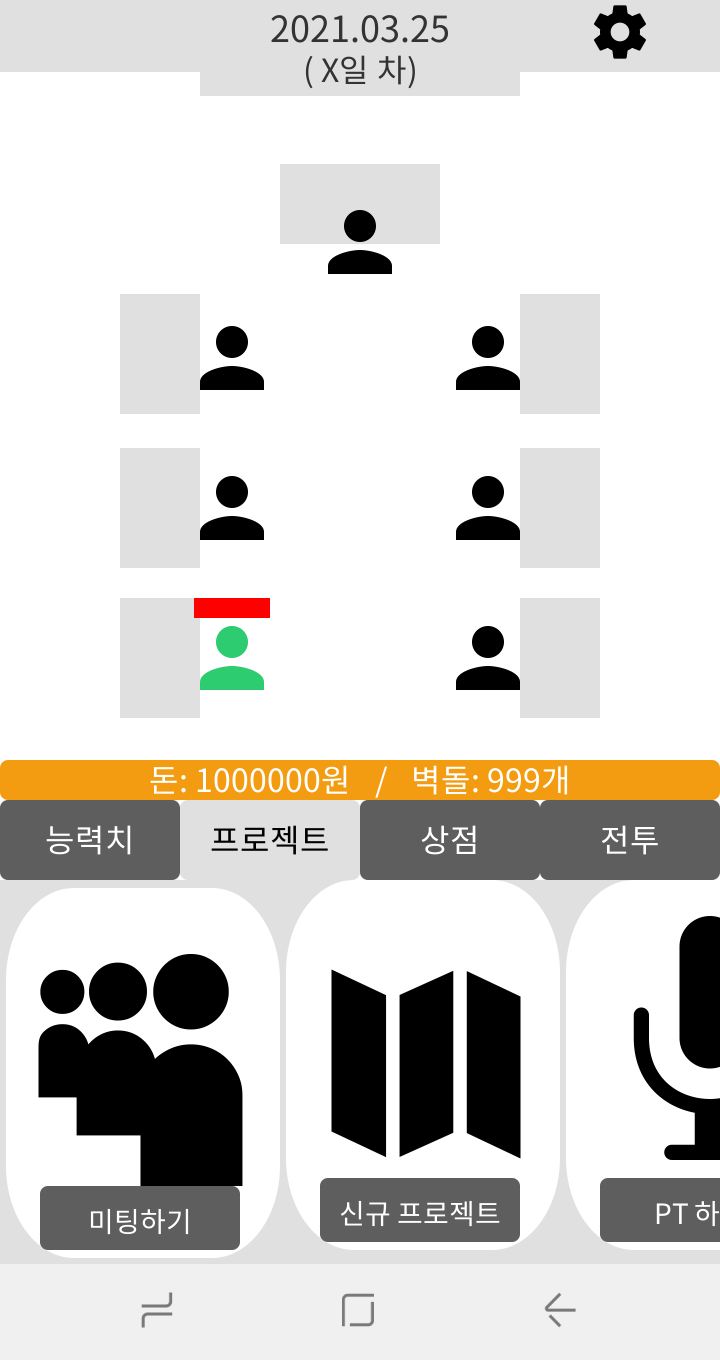 2021.03.25
( X일 차)
돈: 1000000원 / 벽돌: 999개
능력치
프로젝트
상점
전투
미팅하기
신규 프로젝트
PT 하